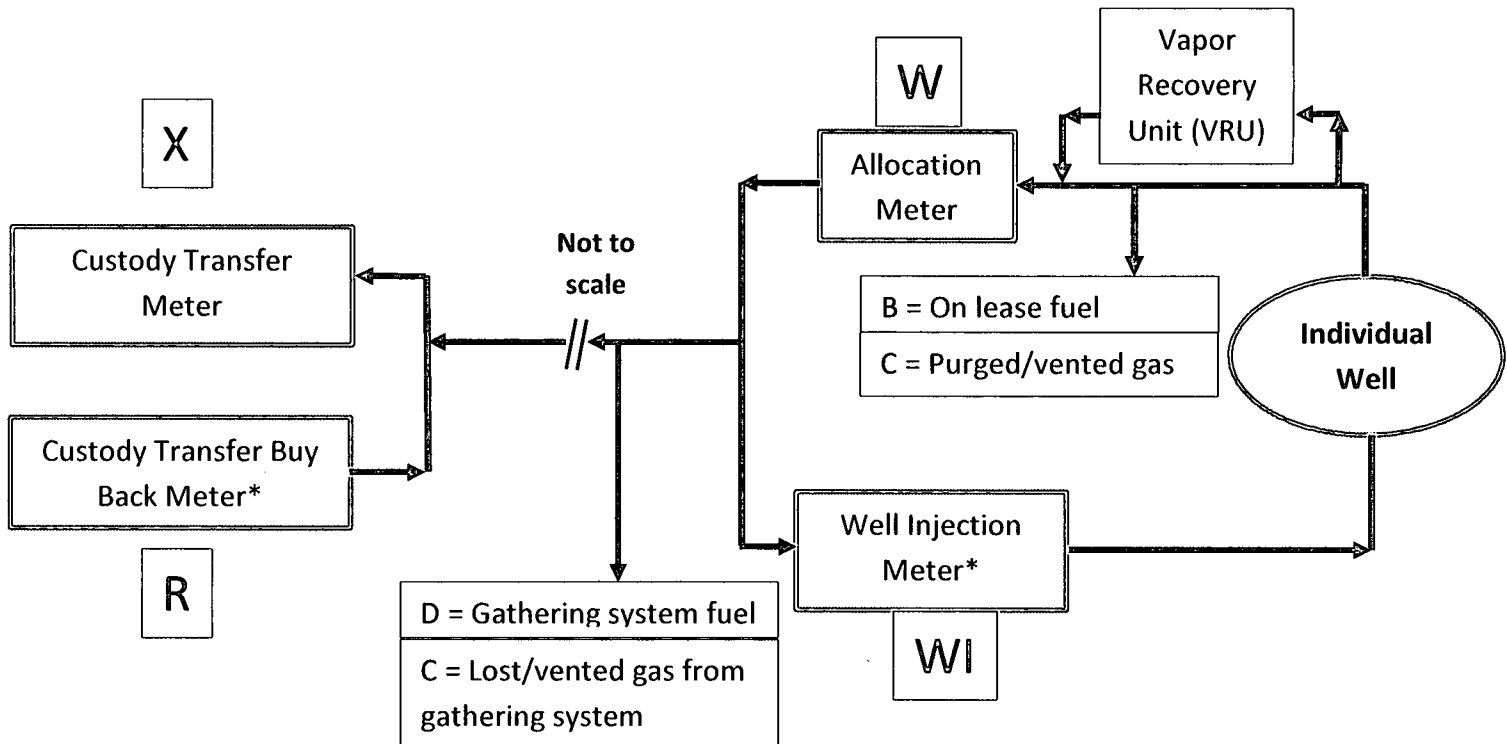 Vapor
Recovery
Unit (VRU)
W
X
Allocation
Meter
Not to
scale
Custody Transfer
Meter
B = On lease fuel
C = Purged/vented gas
Individual
Well
Custody Transfer Buy
Back Meter*
Well Injection
Meter*
R
D = Gathering system fuel
C = Lost/vented gas from
gathering system
WI